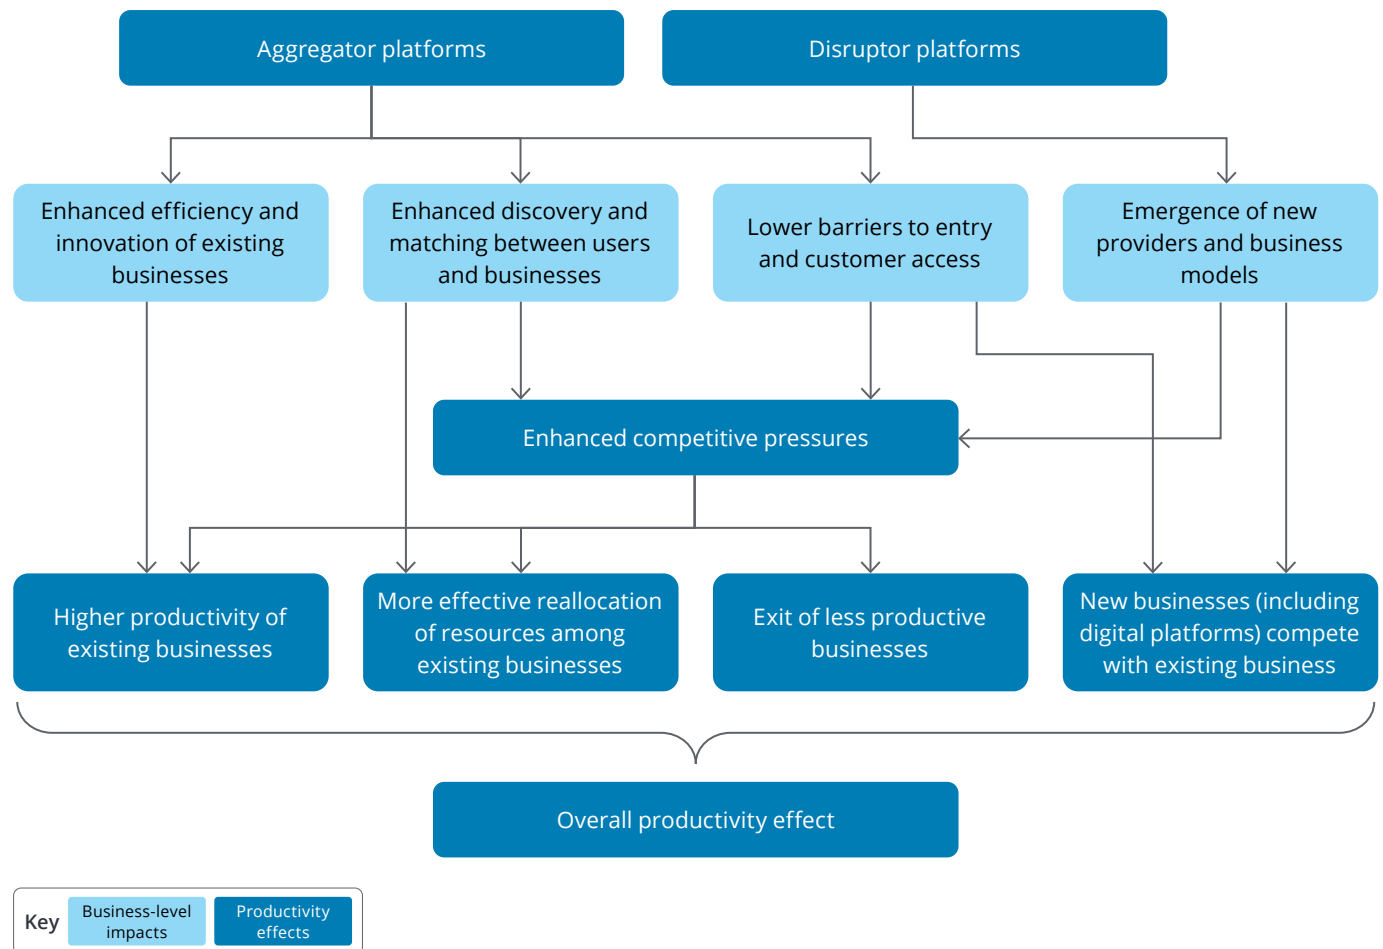 Aggregator platforms
Disruptor platforms
Enhanced efficiency and
innovation of existing
businesses
Enhanced discovery and
matching between users
and businesses
Lower barriers to entry
and customer access
Emergence of new
providers and business
models
Enhanced competitive pressures
Higher productivity of
existing businesses
More effective reallocation
of resources among
existing businesses
Exit of less productive
businesses
New businesses (including
digital platforms) compete
with existing business
Overall productivity effect
Key
Business-level
impacts
Productivity
effects